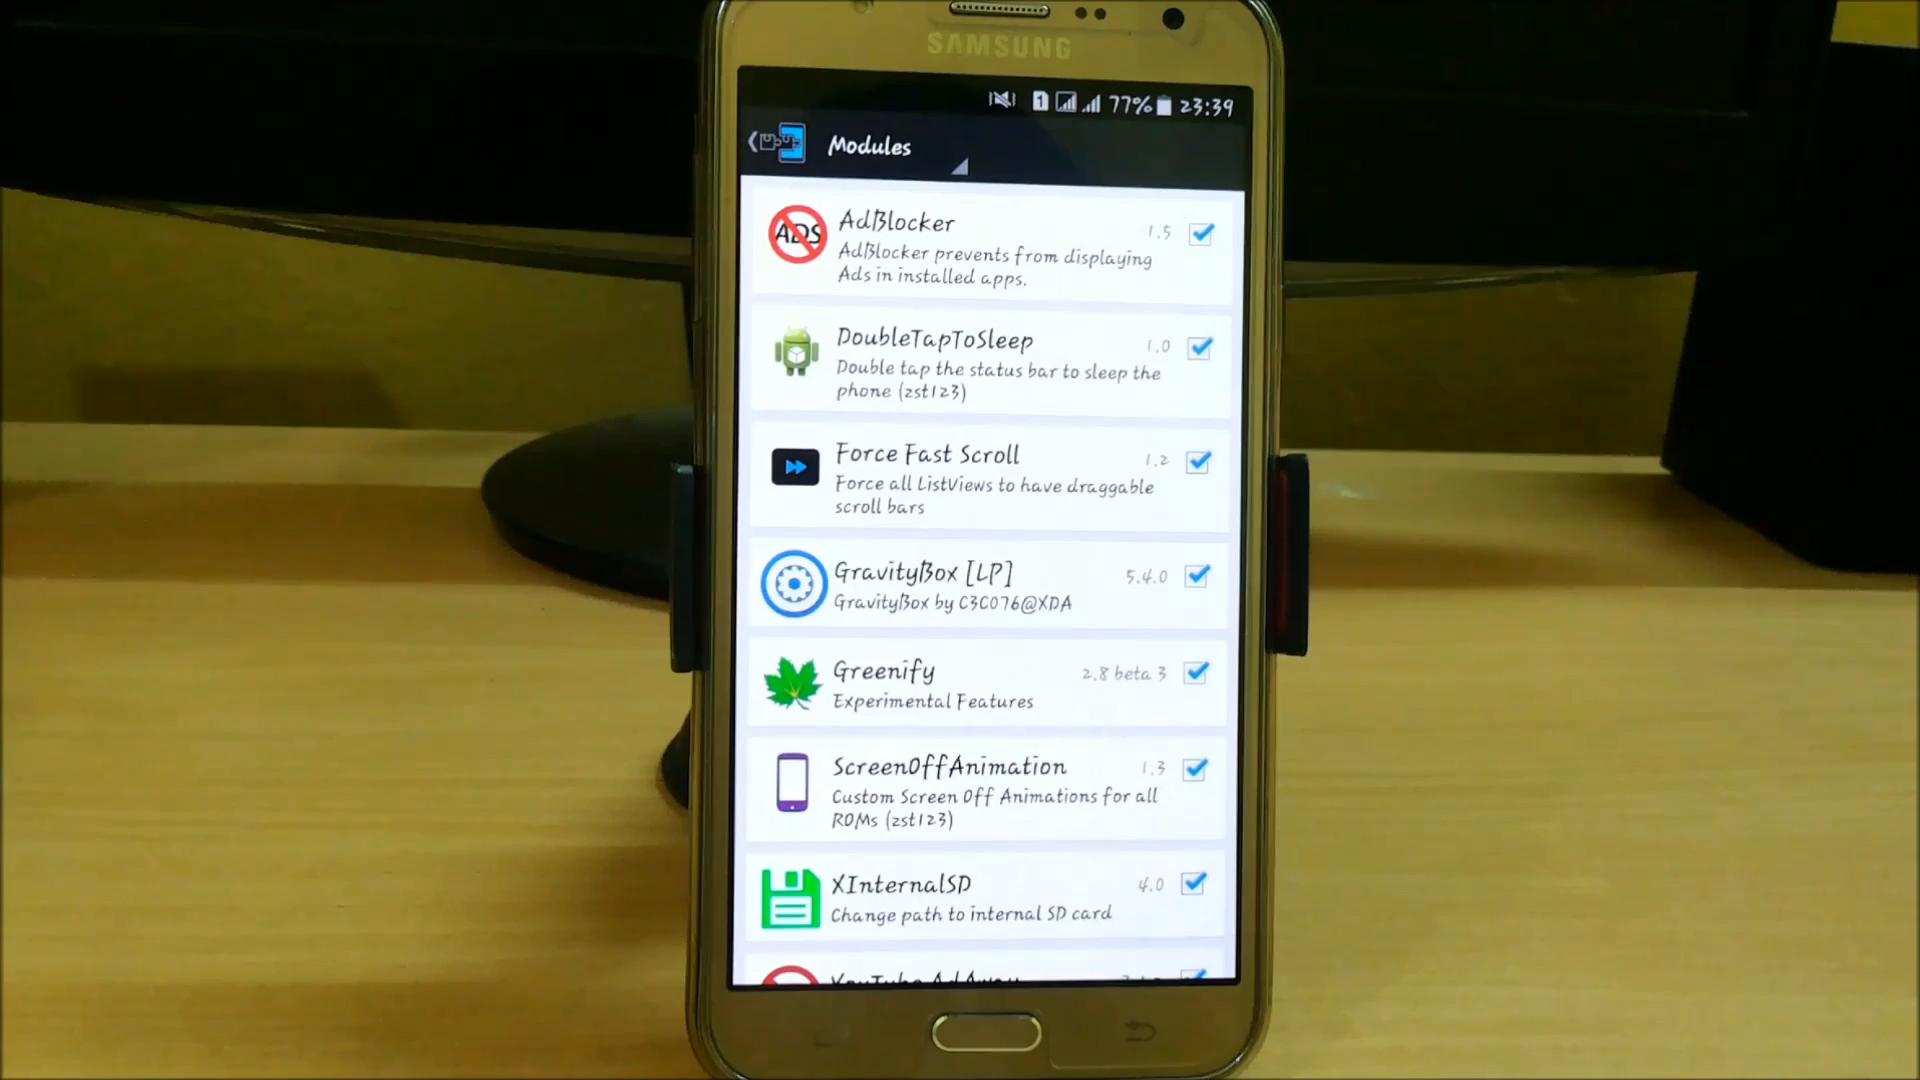 SAMSUNG
1 77% 23:39
Modules
ADS
AdBlocker 1.5
AdBlocker prevents from displaying
Ads in installed apps.
DoubleTapToSleep 1.0
Double tap the status bar to sleep the
phone (zst123)
Force Fast Scroll 1.2
Force all ListViews to have draggable
scroll bars
GravityBox [LP] 5.4.0
GravityBox by C3C076@XDA
Greenify 2.8 beta 3
Experimental Features
ScreenOffAnimation 1.3
Custom Screen Off Animations for all
ROMs (zst123)
XInternalSD 4.0
Change path to internal SD card
YouTube AdAway